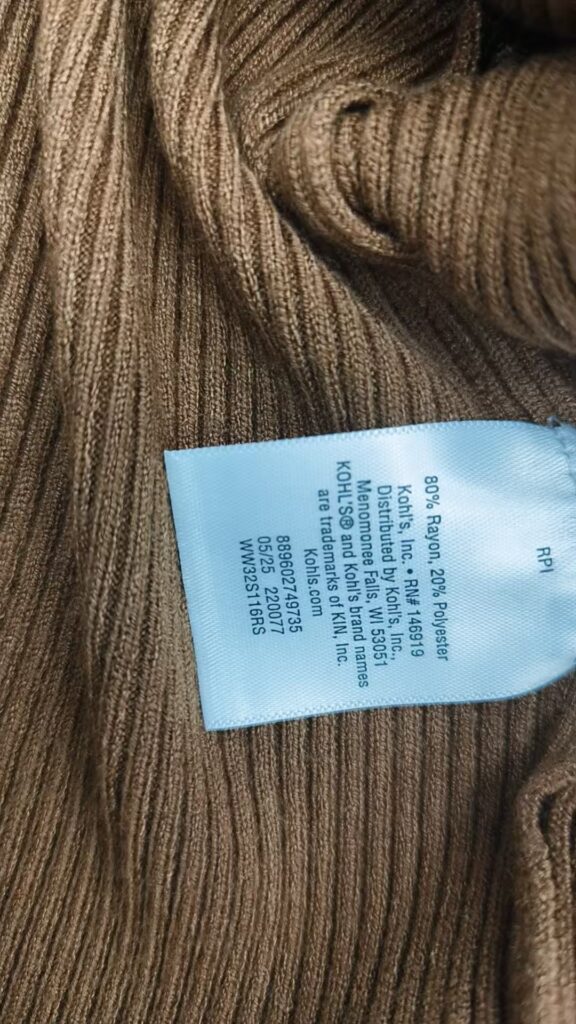 RPI
80% Rayon, 20% Polyester
Kohl's, Inc. • RN# 146919
Distributed by Kohl's, Inc.,
Menomonee Falls, WI 53051
KOHL'S® and Kohl's brand names
are trademarks of KIN, Inc.
Kohls.com
889602749735
05/25 220077
WW32S116RS